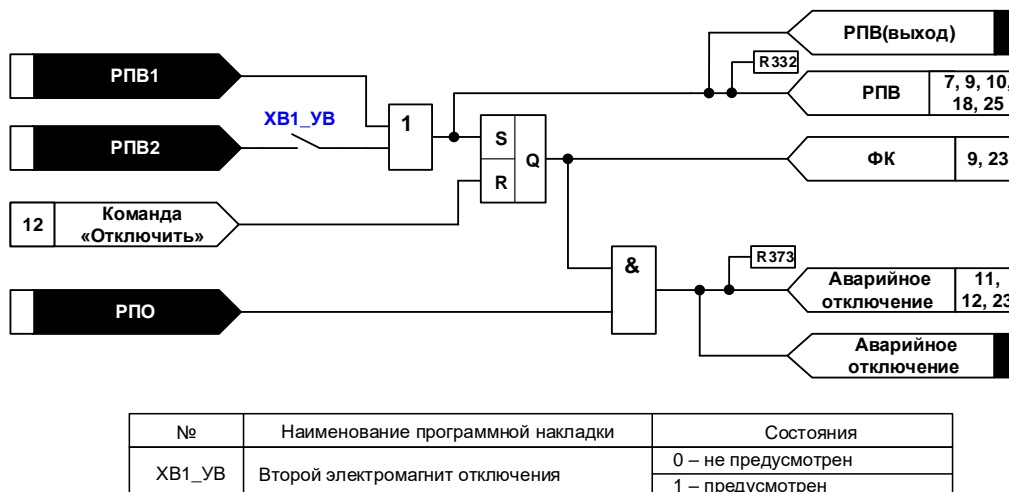 РПВ(выход)
R332
РПВ1
РПВ
7, 9, 10,
18, 25
ХВ1_УВ
1
РПВ2
S
R
Q
ФК
9, 23
12
Команда
«Отключить»
&
R373
Аварийное
отключение
11,
12, 23
РПО
Аварийное
отключение
№
Наименование программной накладки
Состояния
ХВ1_УВ
Второй электромагнит отключения
0 – не предусмотрен
1 – предусмотрен